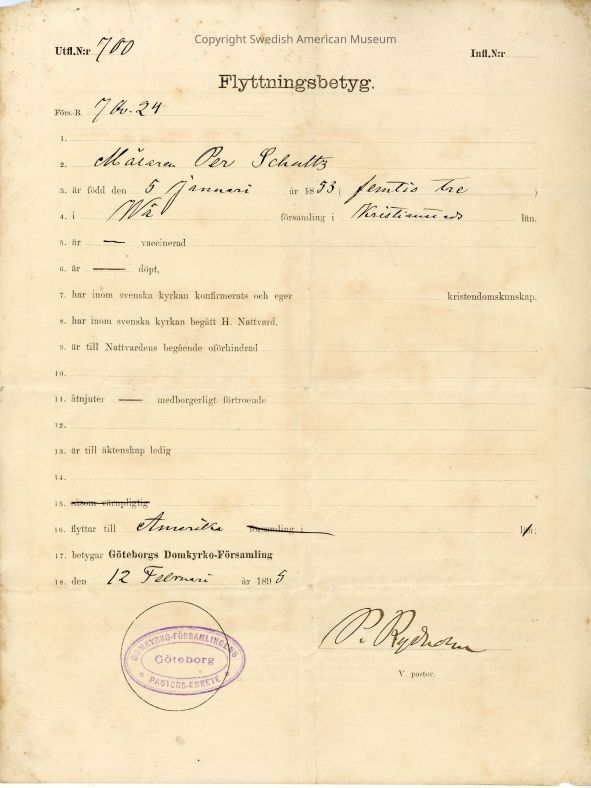 Copyright Swedish American Museum
Utfl.N:r 700 Infl.N:r
Flyttningsbetyg.
Förs.-B. 7 Qv. 24
1.
2. Målaren Per Schultz
3. är född den 5 Januari år 1853 ( femtio tre )
4. i Wä församling i Kristianstads län.
5. är — vaccinerad
6. är — döpt,
7. har inom svenska kyrkan konfirmerats och eger kristendomskunskap.
8. har inom svenska kyrkan begått H. Nattvard,
9. är till Nattvardens begående oförhindrad
10.
11. åtnjuter — medborgerligt förtroende
12.
13. är till äktenskap ledig
14.
15. såsom värnpligtig
16. flyttar till Amerika församling i län;
17. betygar Göteborgs Domkyrko-Församling
18. den 12 Februari år 1895
P. Rydholm
V. pastor.
DOMKYRKO-FÖRSAMLINGENS
Göteborg
PASTORS-EMBETE